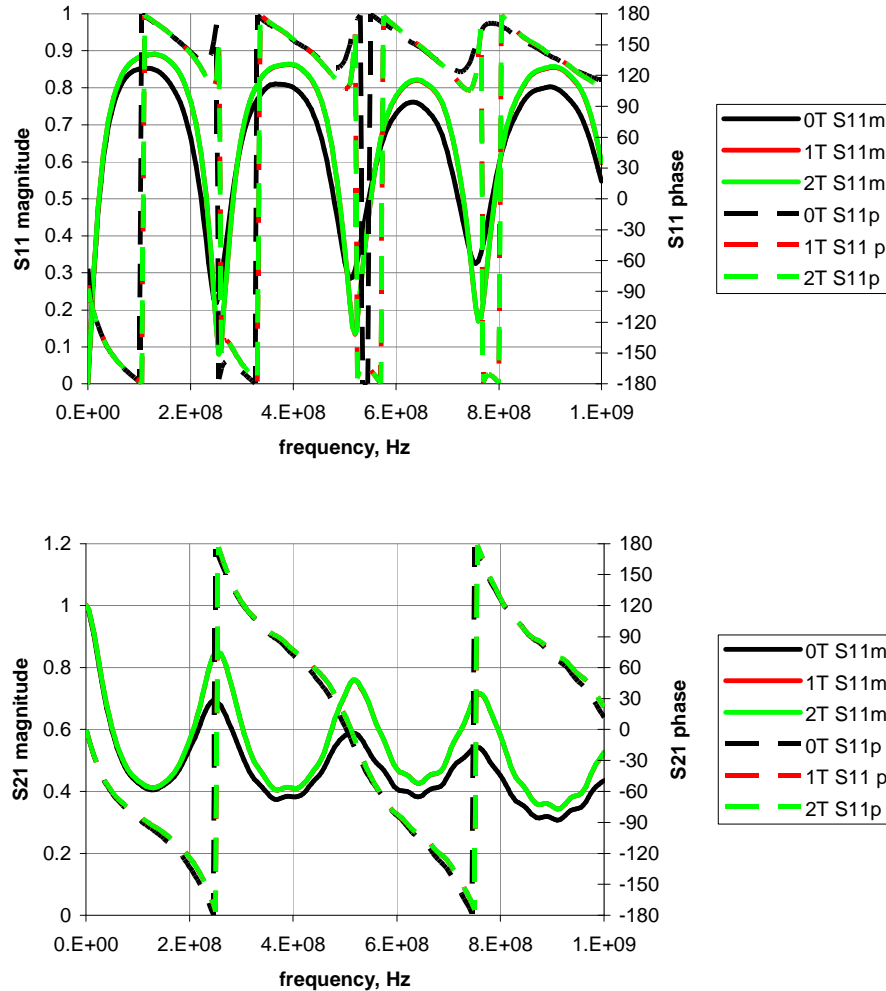 1
0.9
0.8
0.7
0.6
0.5
0.4
0.3
0.2
0.1
0
S11 magnitude
180
150
120
90
60
30
0
-30
-60
-90
-120
-150
-180
S11 phase
0.E+00 2.E+08 4.E+08 6.E+08 8.E+08 1.E+09
frequency, Hz
0T S11m
1T S11m
2T S11m
0T S11p
1T S11 p
2T S11p
1.2
1
0.8
0.6
0.4
0.2
0
S21 magnitude
180
150
120
90
60
30
0
-30
-60
-90
-120
-150
-180
S21 phase
0.E+00 2.E+08 4.E+08 6.E+08 8.E+08 1.E+09
frequency, Hz
0T S11m
1T S11m
2T S11m
0T S11p
1T S11 p
2T S11p